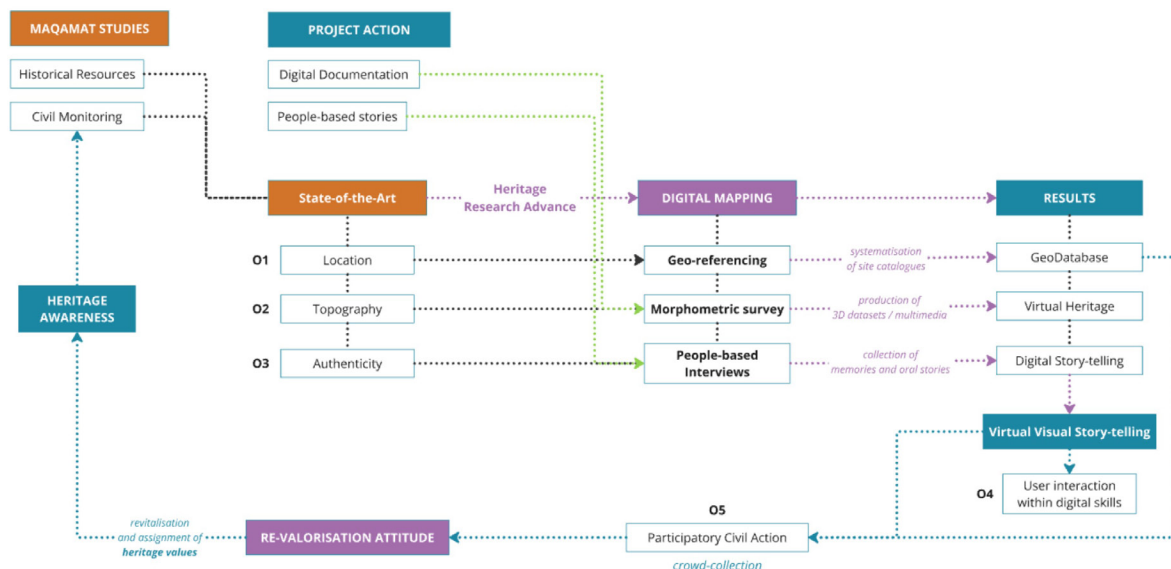 MAQAMAT STUDIES
PROJECT ACTION
Historical Resources
Digital Documentation
Civil Monitoring
People-based stories
State-of-the-Art
Heritage
Research Advance
DIGITAL MAPPING
RESULTS
O1
Location
Geo-referencing
systematisation
of site catalogues
GeoDatabase
HERITAGE
AWARENESS
O2
Topography
Morphometric survey
production of
3D datasets / multimedia
Virtual Heritage
O3
Authenticity
People-based
Interviews
collection of
memories and oral stories
Digital Story-telling
Virtual Visual Story-telling
O4
User interaction
within digital skills
O5
revitalisation
and assignment of
heritage values
RE-VALORISATION ATTITUDE
Participatory Civil Action
crowd-collection